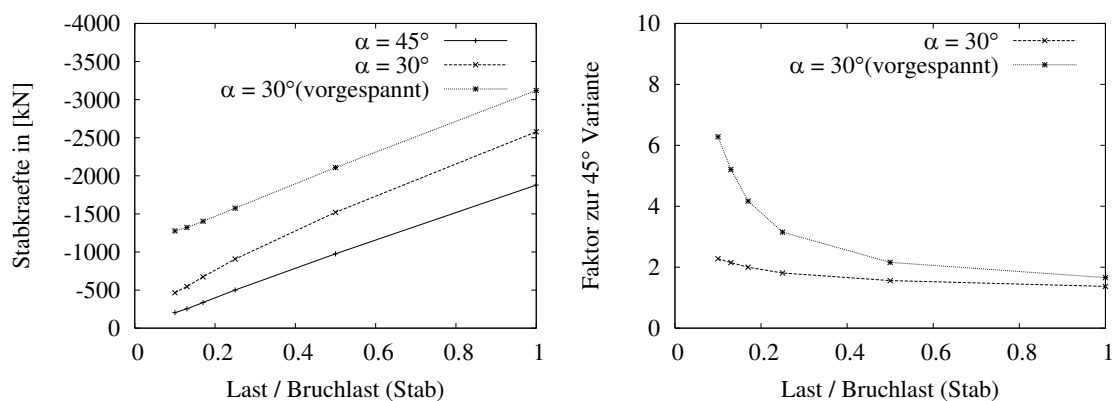 -4000
-3500
-3000
-2500
-2000
-1500
-1000
-500
0
Stabkraefte in [kN]
α = 45°
α = 30°
α = 30°(vorgespannt)
0 0.2 0.4 0.6 0.8 1
Last / Bruchlast (Stab)
10
8
6
4
2
0
Faktor zur 45° Variante
α = 30°
α = 30°(vorgespannt)
0 0.2 0.4 0.6 0.8 1
Last / Bruchlast (Stab)